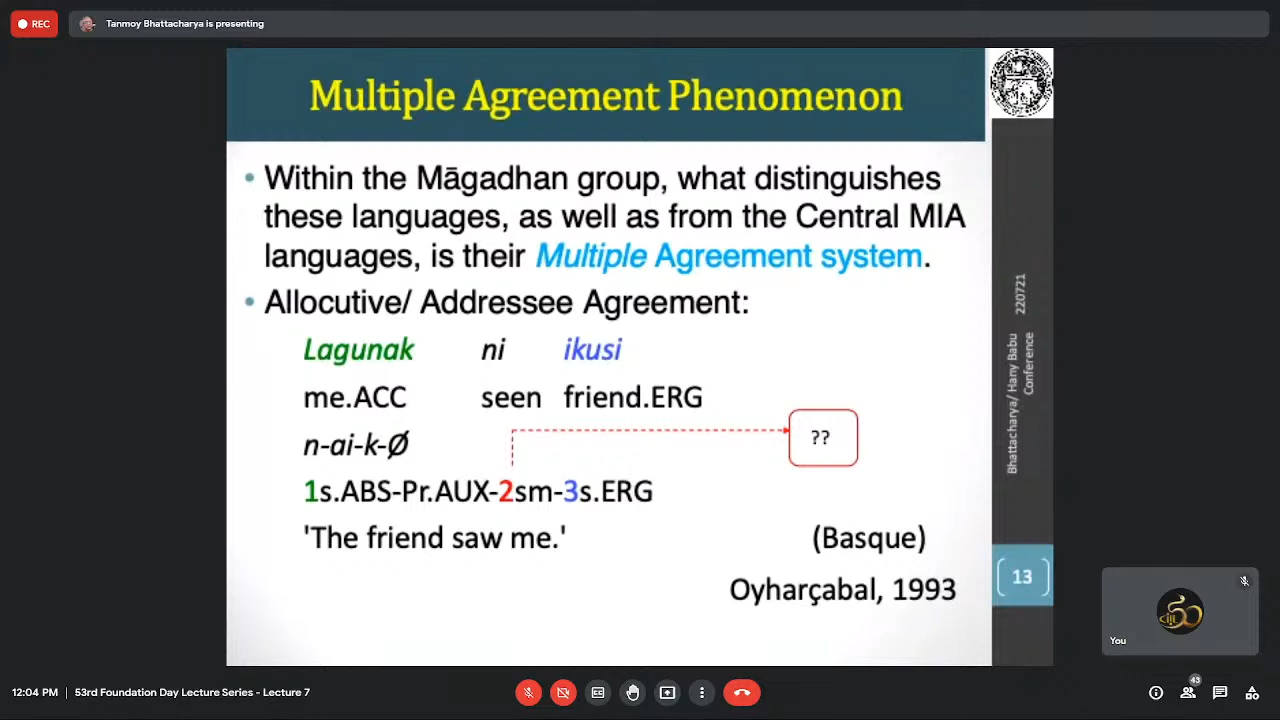 REC
Tanmoy Bhattacharya is presenting
Multiple Agreement Phenomenon
• Within the Māgadhan group, what distinguishes
these languages, as well as from the Central MIA
languages, is their Multiple Agreement system.
• Allocutive/ Addressee Agreement:
Lagunak ni ikusi
me.ACC seen friend.ERG
n-ai-k-Ø
??
1s.ABS-Pr.AUX-2sm-3s.ERG
'The friend saw me.' (Basque)
Oyharçabal, 1993
220721
Bhattacharya/ Hany Babu
Conference
13
You
12:04 PM | 53rd Foundation Day Lecture Series - Lecture 7
43